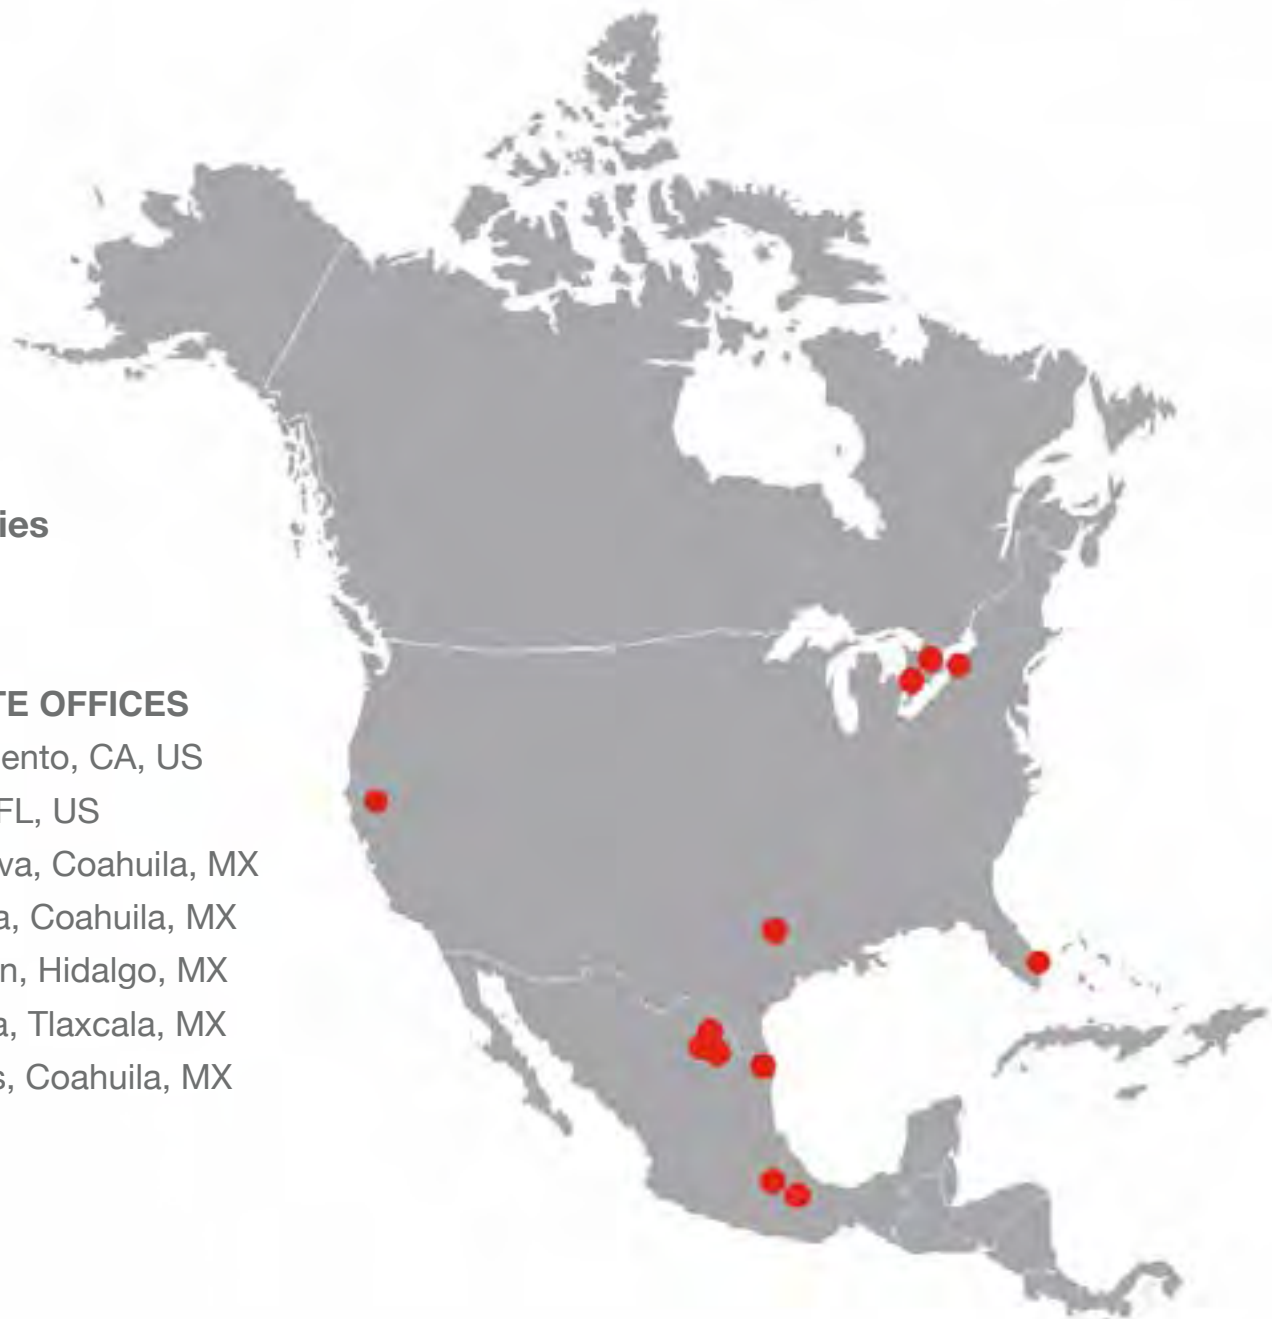 ies
TE OFFICES
ento, CA, US
FL, US
va, Coahuila, MX
a, Coahuila, MX
n, Hidalgo, MX
a, Tlaxcala, MX
s, Coahuila, MX